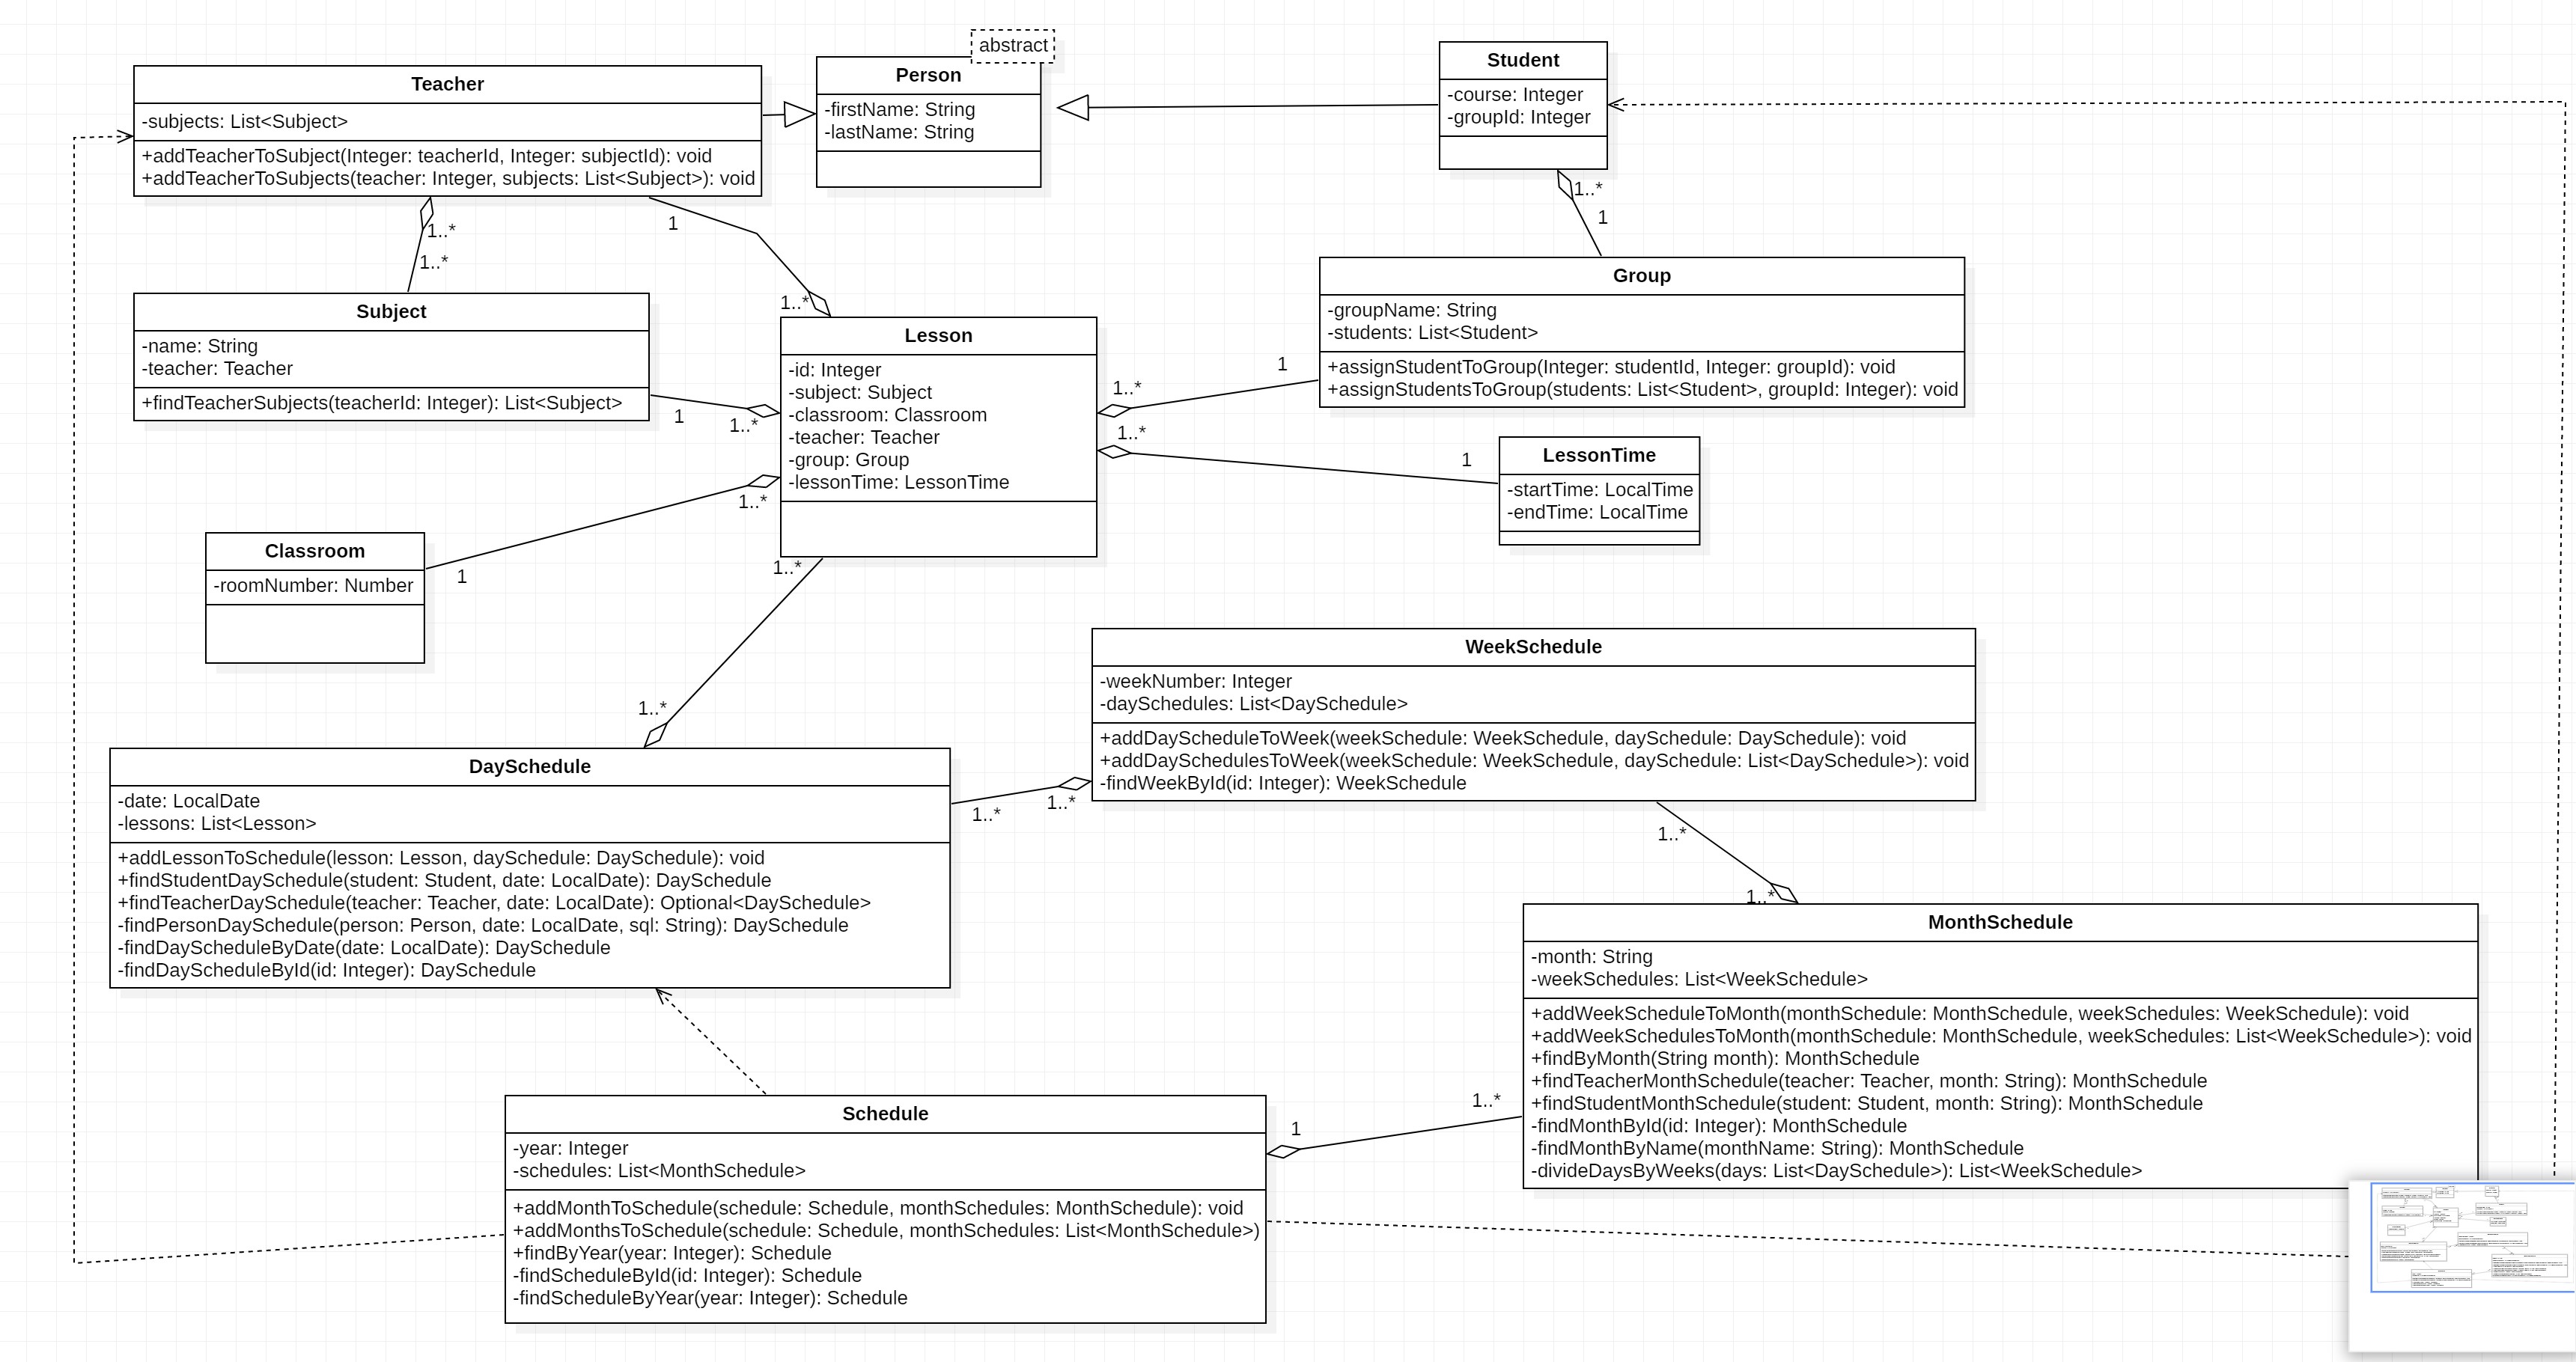 abstract
Teacher
-subjects: List<Subject>
+addTeacherToSubject(Integer: teacherId, Integer: subjectId): void
+addTeacherToSubjects(teacher: Integer, subjects: List<Subject>): void
Person
-firstName: String
-lastName: String
Student
-course: Integer
-groupId: Integer
1..*
1
1..*
1..*
1
1..*
Subject
-name: String
-teacher: Teacher
+findTeacherSubjects(teacherId: Integer): List<Subject>
1
1..*
Lesson
-id: Integer
-subject: Subject
-classroom: Classroom
-teacher: Teacher
-group: Group
-lessonTime: LessonTime
Group
-groupName: String
-students: List<Student>
+assignStudentToGroup(Integer: studentId, Integer: groupId): void
+assignStudentsToGroup(students: List<Student>, groupId: Integer): void
1
1..*
1..*
1
LessonTime
-startTime: LocalTime
-endTime: LocalTime
1..*
1
Classroom
-roomNumber: Number
1..*
1..*
WeekSchedule
-weekNumber: Integer
-daySchedules: List<DaySchedule>
+addDayScheduleToWeek(weekSchedule: WeekSchedule, daySchedule: DaySchedule): void
+addDaySchedulesToWeek(weekSchedule: WeekSchedule, daySchedule: List<DaySchedule>): void
-findWeekById(id: Integer): WeekSchedule
DaySchedule
-date: LocalDate
-lessons: List<Lesson>
+addLessonToSchedule(lesson: Lesson, daySchedule: DaySchedule): void
+findStudentDaySchedule(student: Student, date: LocalDate): DaySchedule
+findTeacherDaySchedule(teacher: Teacher, date: LocalDate): Optional<DaySchedule>
-findPersonDaySchedule(person: Person, date: LocalDate, sql: String): DaySchedule
-findDayScheduleByDate(date: LocalDate): DaySchedule
-findDayScheduleById(id: Integer): DaySchedule
1..*
1..*
1..*
1..*
MonthSchedule
-month: String
-weekSchedules: List<WeekSchedule>
+addWeekScheduleToMonth(monthSchedule: MonthSchedule, weekSchedules: WeekSchedule): void
+addWeekSchedulesToMonth(monthSchedule: MonthSchedule, weekSchedules: List<WeekSchedule>): void
+findByMonth(String month): MonthSchedule
+findTeacherMonthSchedule(teacher: Teacher, month: String): MonthSchedule
+findStudentMonthSchedule(student: Student, month: String): MonthSchedule
-findMonthById(id: Integer): MonthSchedule
-findMonthByName(monthName: String): MonthSchedule
-divideDaysByWeeks(days: List<DaySchedule>): List<WeekSchedule>
1..*
1
Schedule
-year: Integer
-schedules: List<MonthSchedule>
+addMonthToSchedule(schedule: Schedule, monthSchedules: MonthSchedule): void
+addMonthsToSchedule(schedule: Schedule, monthSchedules: List<MonthSchedule>)
+findByYear(year: Integer): Schedule
-findScheduleById(id: Integer): Schedule
-findScheduleByYear(year: Integer): Schedule